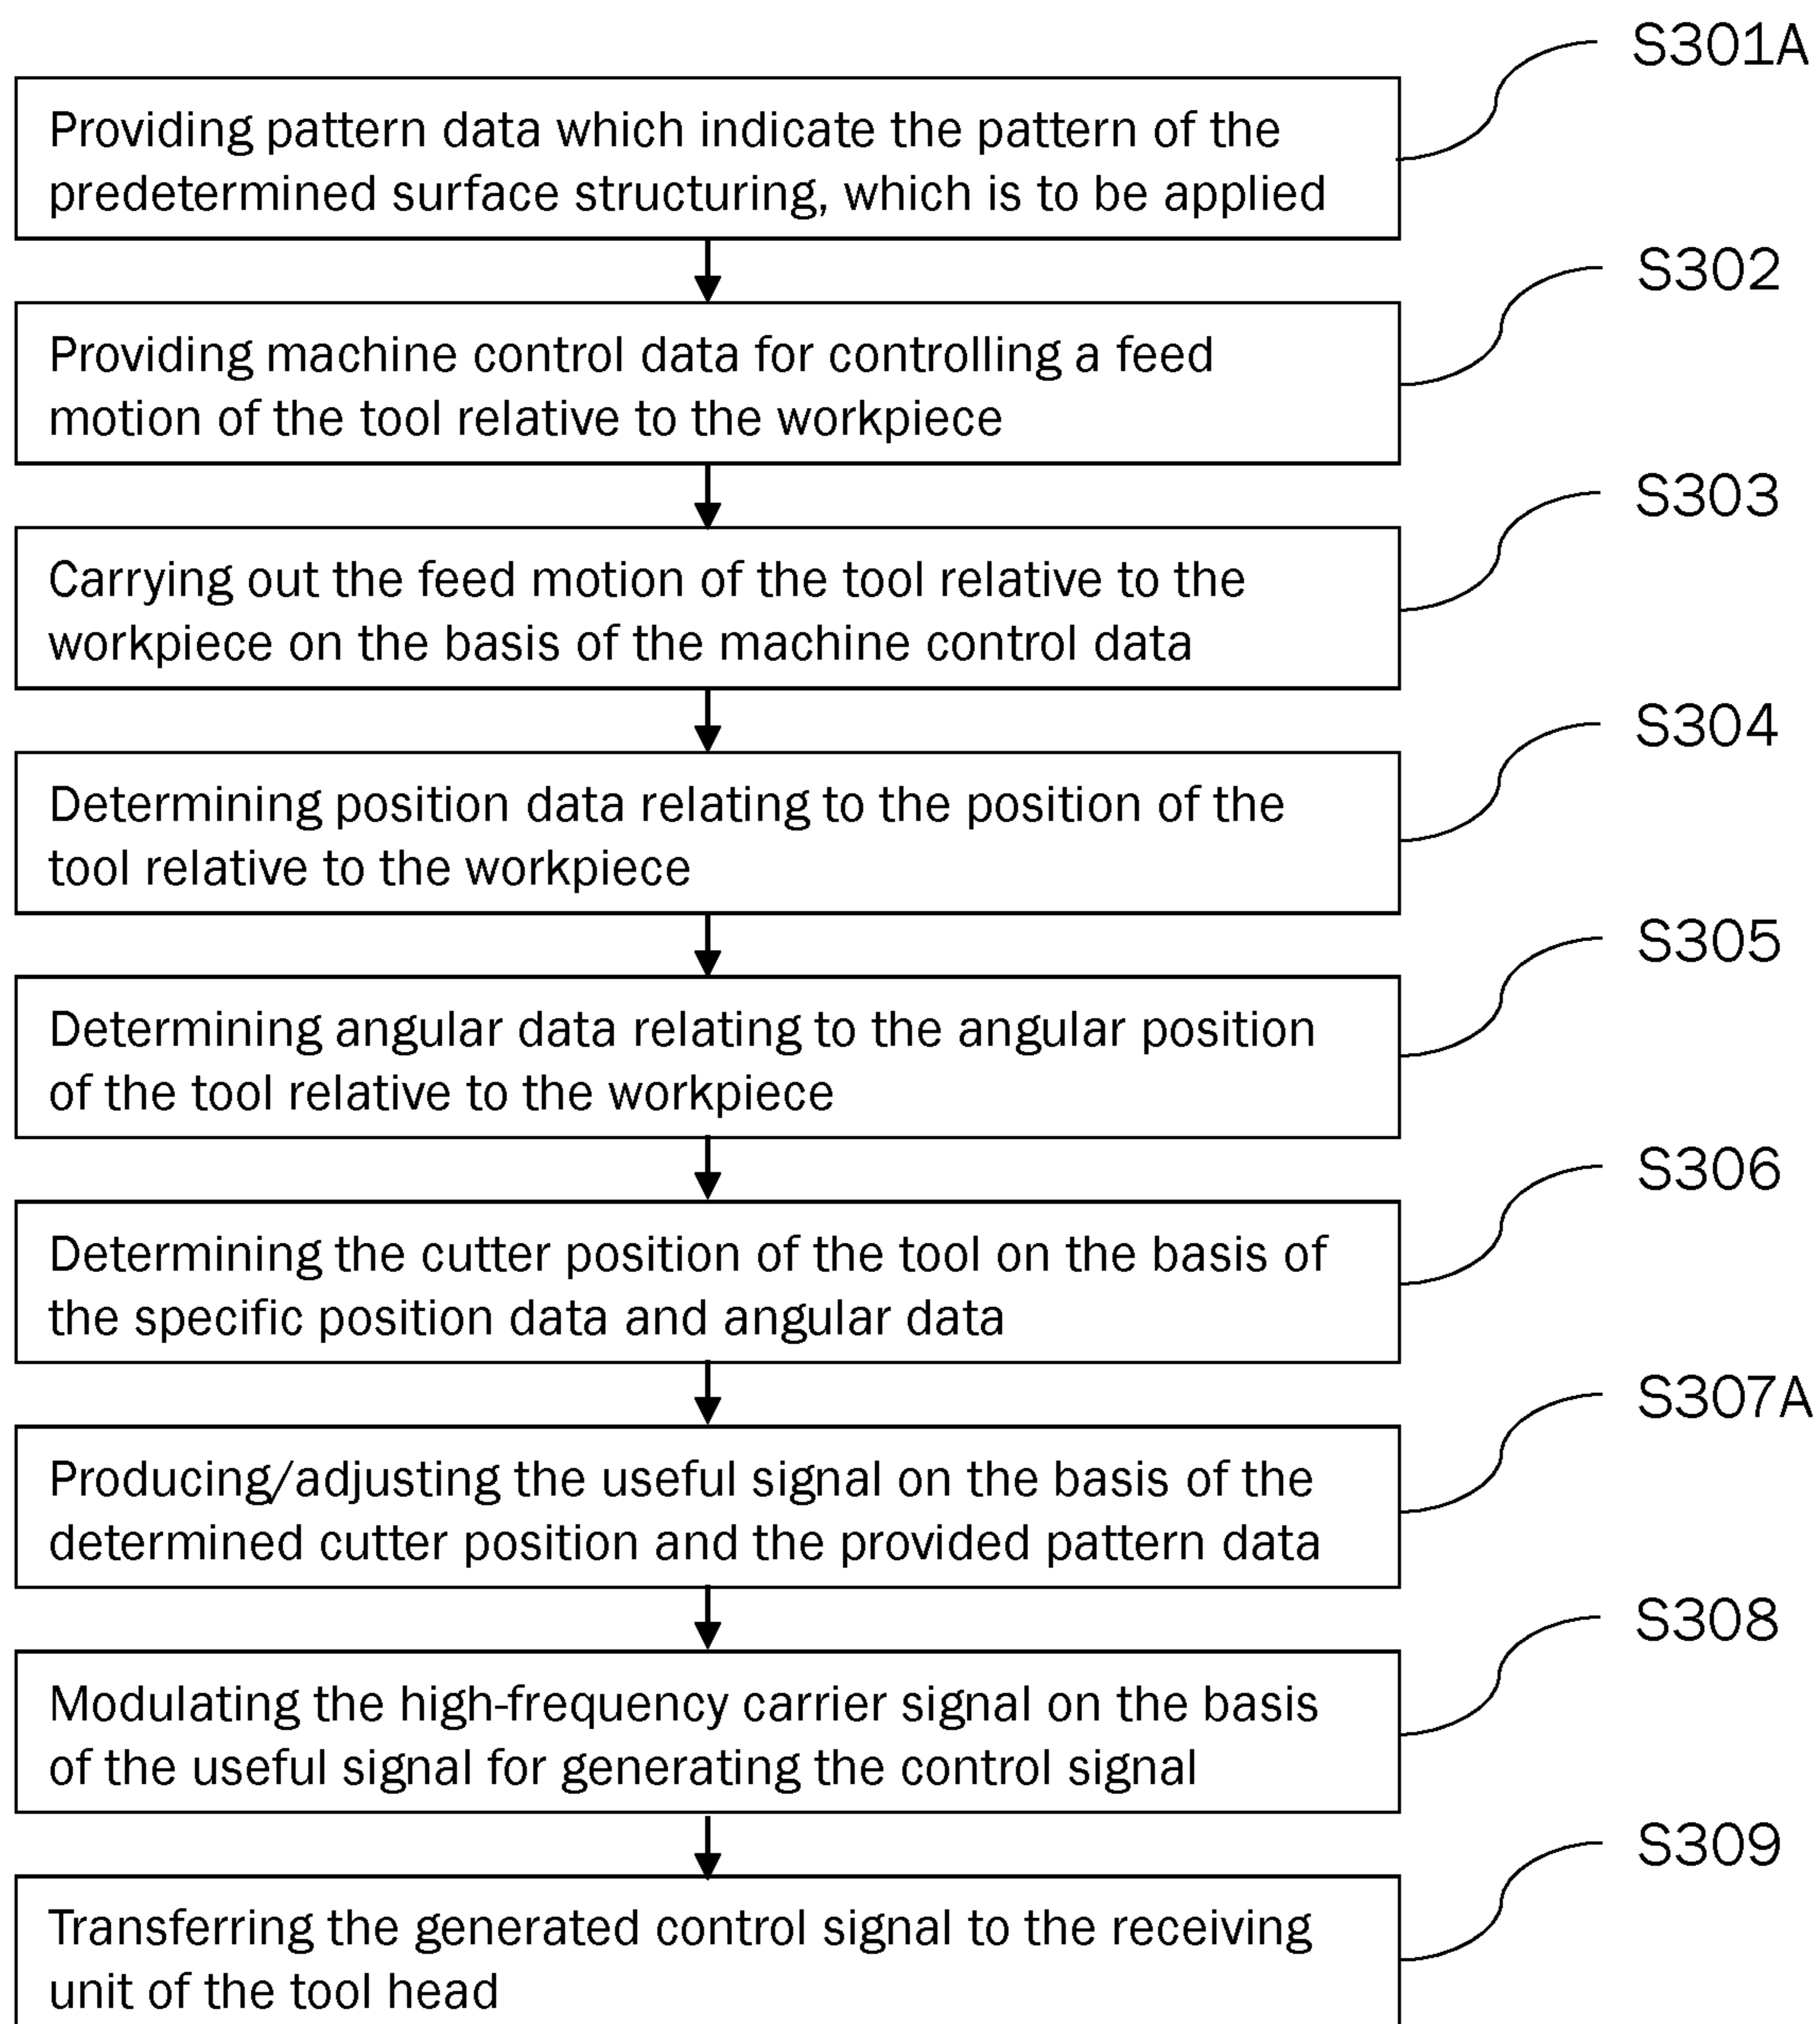 S301A
Providing pattern data which indicate the pattern of the
predetermined surface structuring, which is to be applied
S302
Providing machine control data for controlling a feed
motion of the tool relative to the workpiece
S303
Carrying out the feed motion of the tool relative to the
workpiece on the basis of the machine control data
S304
Determining position data relating to the position of the
tool relative to the workpiece
S305
Determining angular data relating to the angular position
of the tool relative to the workpiece
S306
Determining the cutter position of the tool on the basis of
the specific position data and angular data
S307A
Producing/adjusting the useful signal on the basis of the
determined cutter position and the provided pattern data
S308
Modulating the high-frequency carrier signal on the basis
of the useful signal for generating the control signal
S309
Transferring the generated control signal to the receiving
unit of the tool head